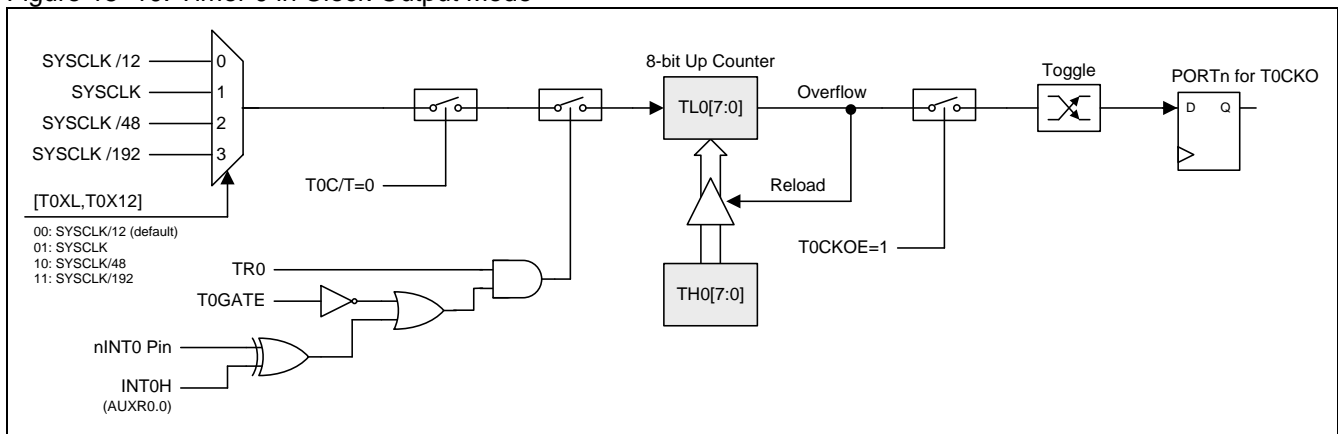 Timer 0 in Clock Output Mode
SYSCLK /12
0
SYSCLK
1
SYSCLK /48
2
SYSCLK /192
3
[T0XL,T0X12]
00: SYSCLK/12 (default)
01: SYSCLK
10: SYSCLK/48
11: SYSCLK/192
T0C/T=0
TR0
T0GATE
nINT0 Pin
INT0H
(AUXR0.0)
8-bit Up Counter
TL0[7:0]
Overflow
Reload
TH0[7:0]
T0CKOE=1
Toggle
PORTn for T0CKO
D Q